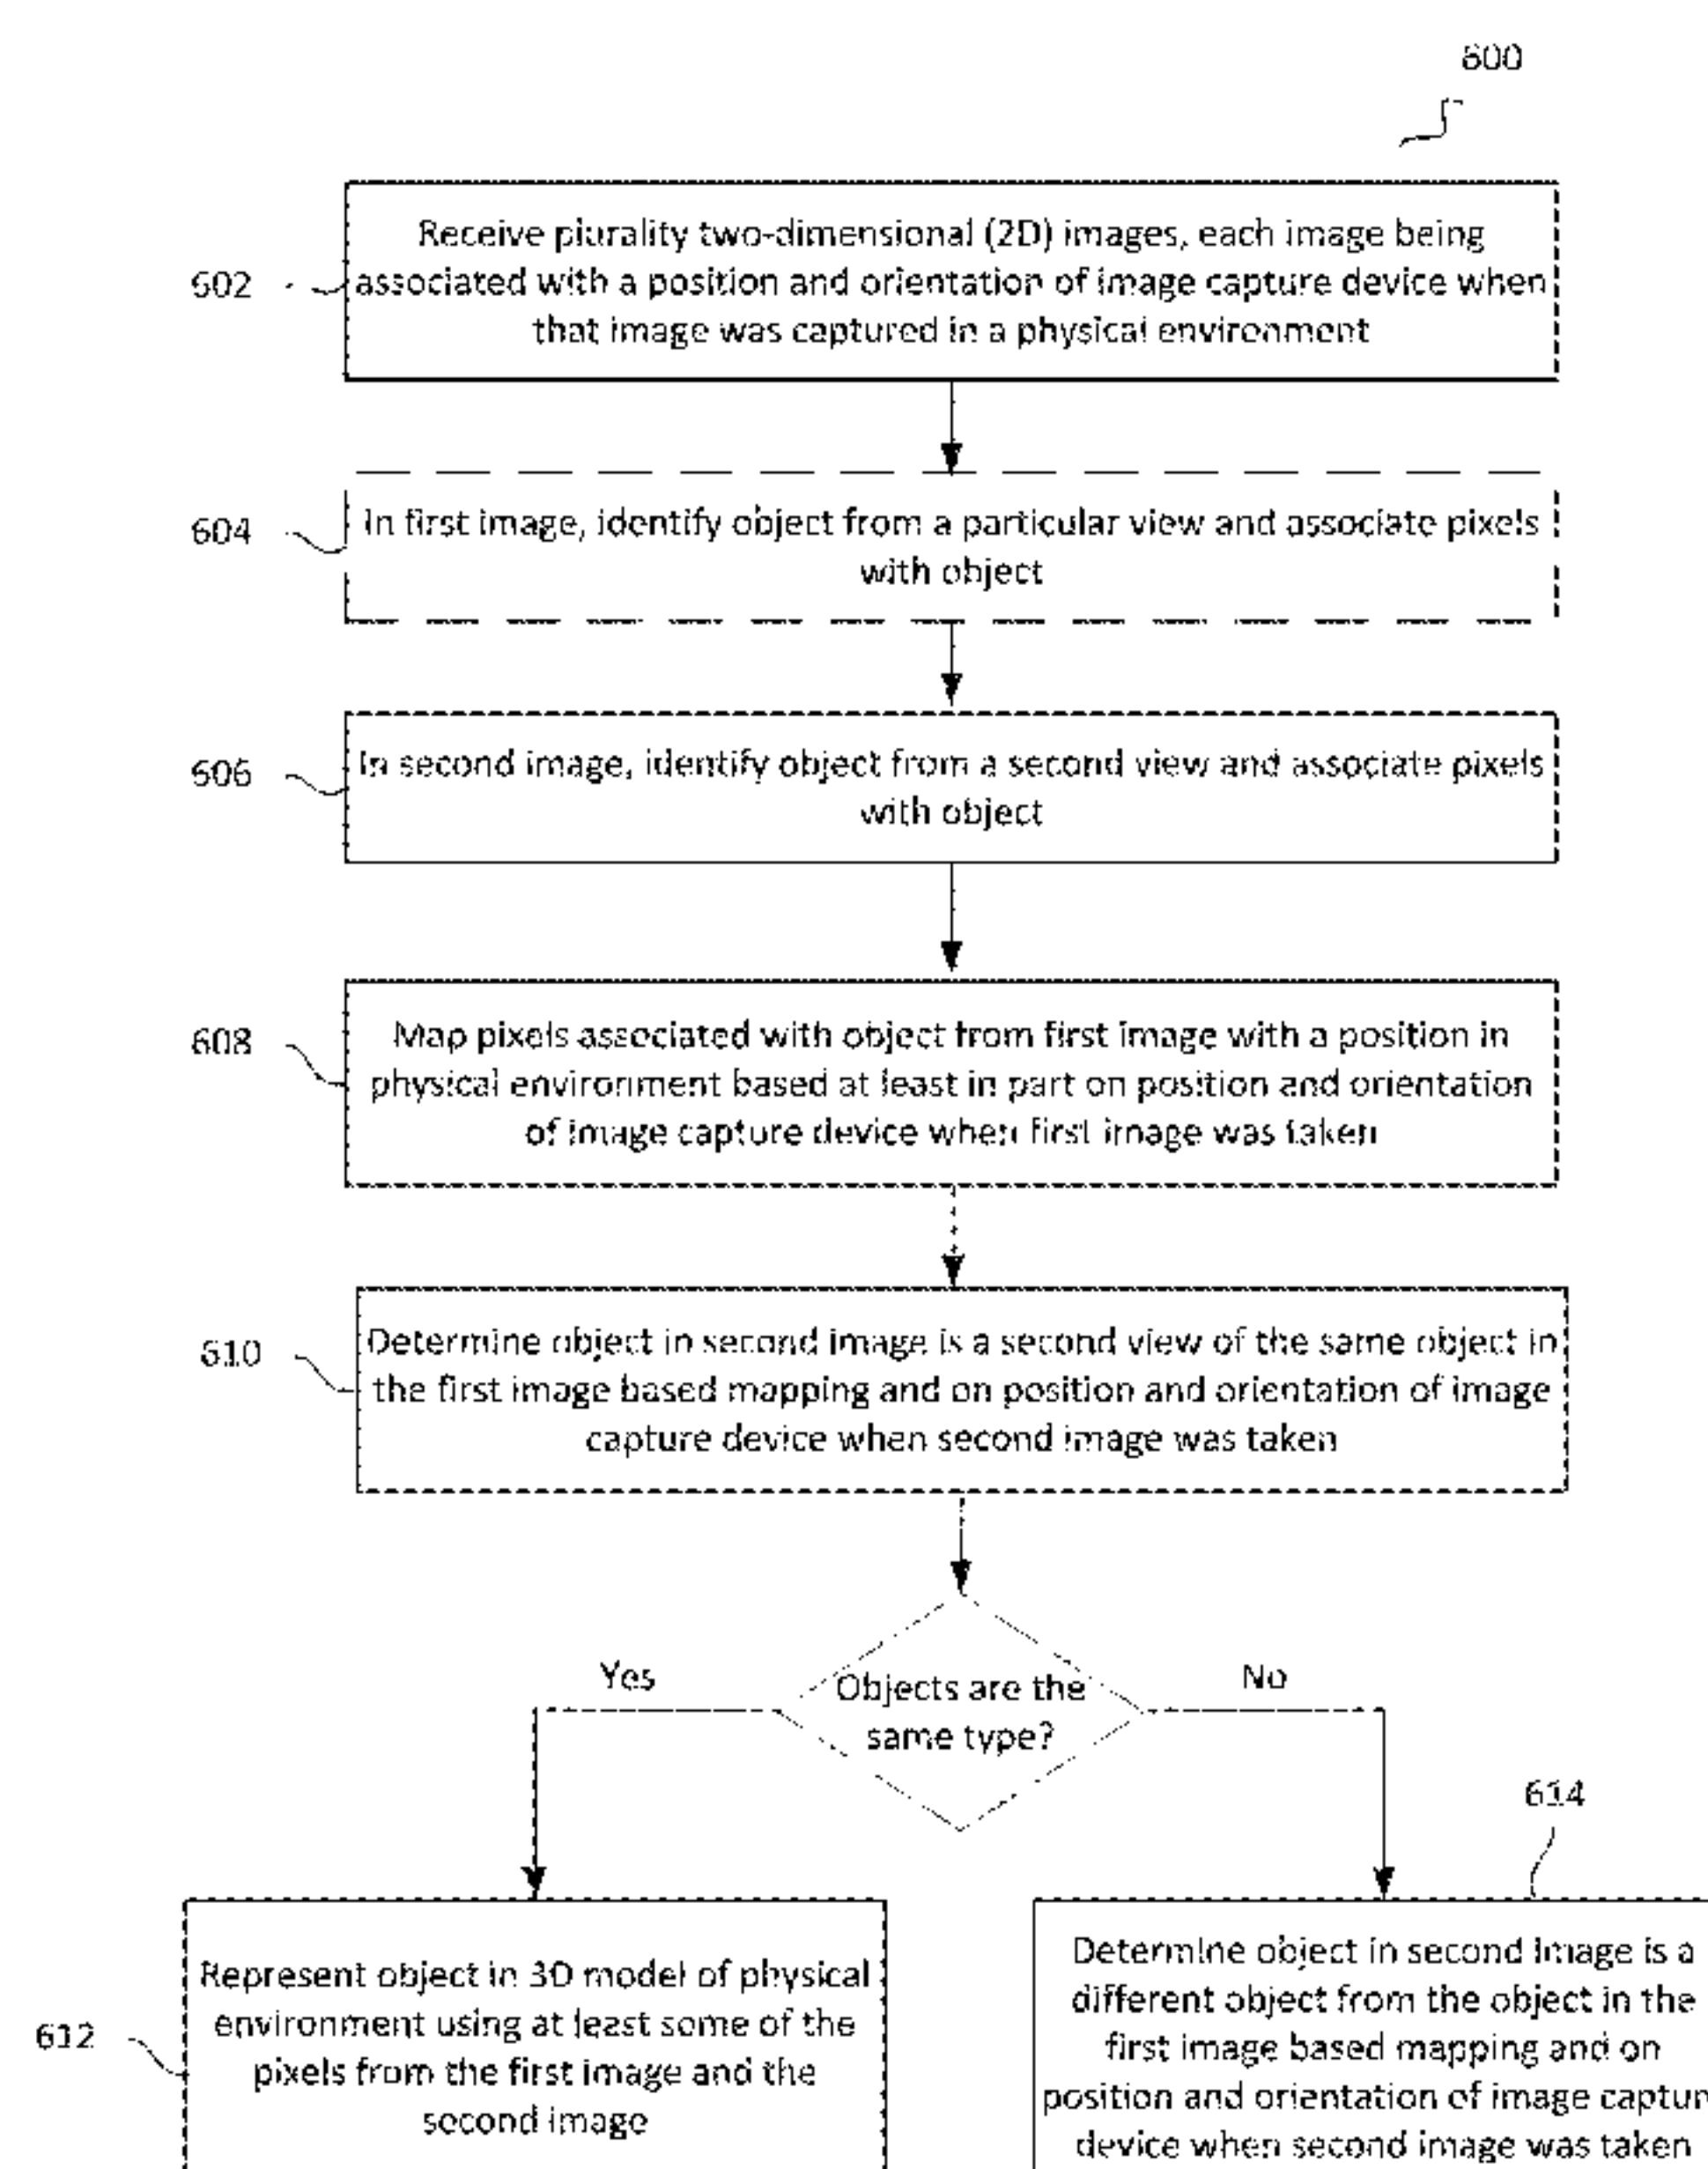 600
Receive plurality two-dimensional (2D) images, each image being
602
associated with a position and orientation of image capture device when
that image was captured in a physical environment
In first image, identify object from a particular view and associate pixels
604
with object
In second image, identify object from a second view and associate pixels
606
with object
Map pixels associated with object from first image with a position in
608
physical environment based at least in part on position and orientation
of image capture device when first image was taken
Determine object in second image is a second view of the same object in
610
the first image based mapping and on position and orientation of image
capture device when second image was taken
Yes
No
Objects are the
same type?
614
Represent object in 3D model of physical
environment using at least some of the
612
pixels from the first image and the
second image
Determine object in second image is a
different object from the object in the
first image based mapping and on
position and orientation of image captur
device when second image was taken